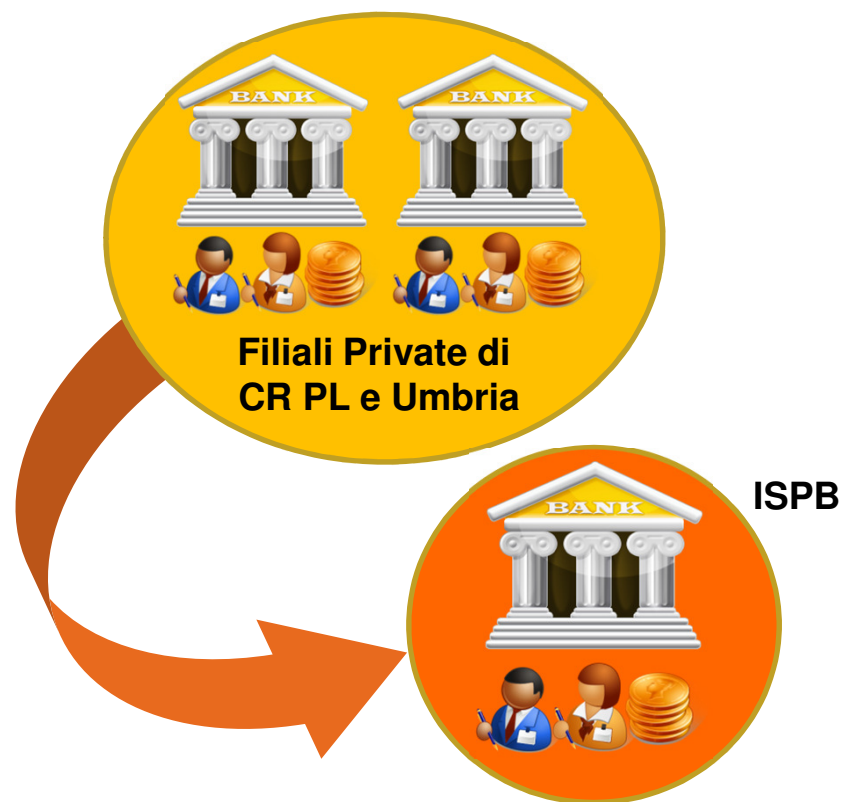 BANK BANK
Filiali Private di
CR PL e Umbria
ISPB
BANK